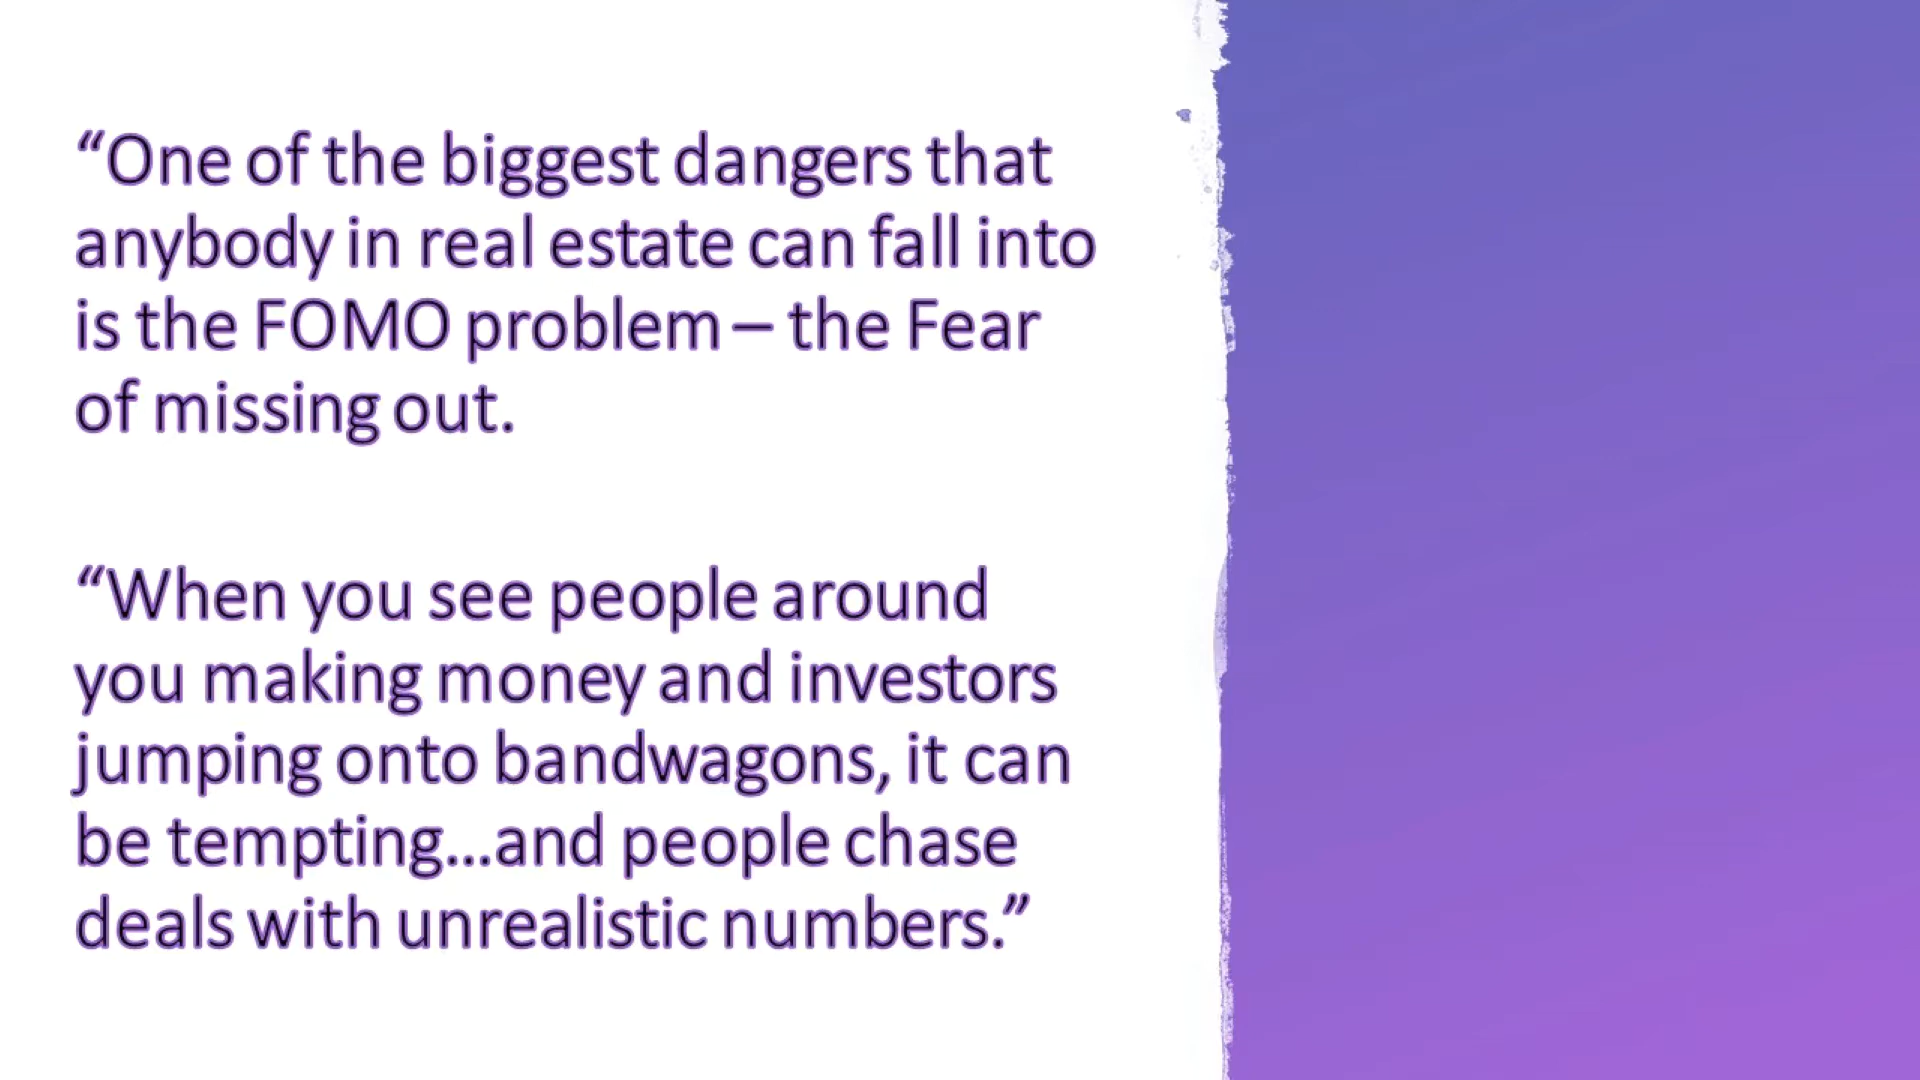 “One of the biggest dangers that
anybody in real estate can fall into
is the FOMO problem – the Fear
of missing out.
“When you see people around
you making money and investors
jumping onto bandwagons, it can
be tempting…and people chase
deals with unrealistic numbers.”